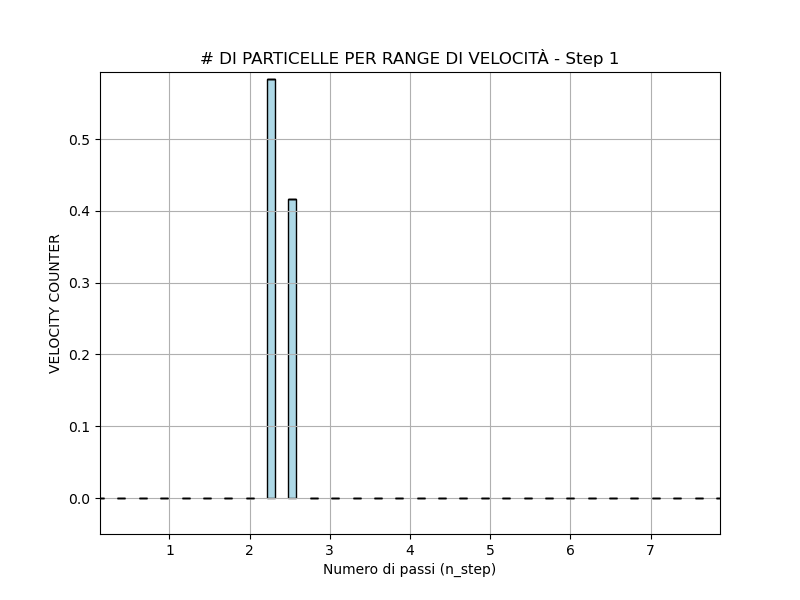 # DI PARTICELLE PER RANGE DI VELOCITÀ - Step 1
VELOCITY COUNTER
0.5
0.4
0.3
0.2
0.1
0.0
1 2 3 4 5 6 7
Numero di passi (n_step)